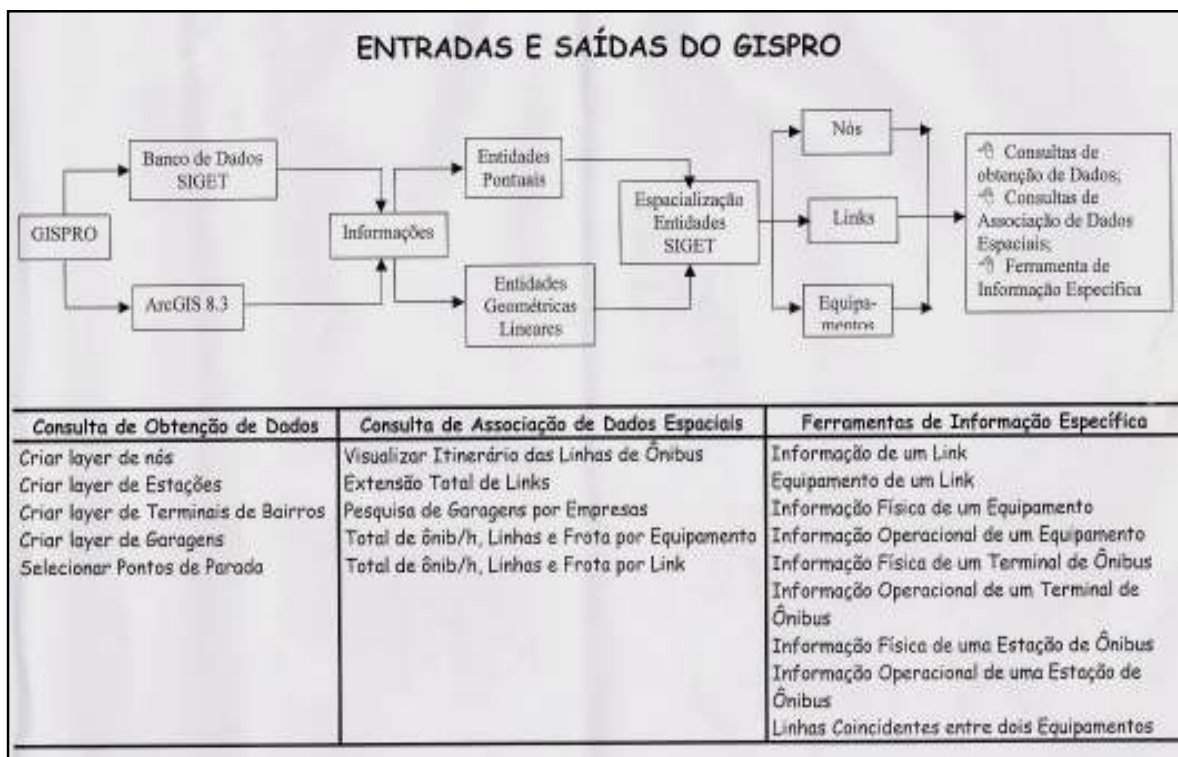 ENTRADAS E SAÍDAS DO GISPRO
GISPRO
Banco de Dados
SIGET
ArcGIS 8.3
Informações
Entidades
Pontuais
Entidades
Geométricas
Lineares
Espacialização
Entidades
SIGET
Nós
Links
Equipa-
mentos
Consultas de
obtenção de Dados;
Consultas de
Associação de Dados
Espaciais;
Ferramenta de
Informação Especifica
Consulta de Obtenção de Dados
Criar layer de nós
Criar layer de Estações
Criar layer de Terminais de Bairros
Criar layer de Garagens
Selecionar Pontos de Parada
Consulta de Associação de Dados Espaciais
Visualizar Itinerário das Linhas de Ônibus
Extensão Total de Links
Pesquisa de Garagens por Empresas
Total de ônib/h, Linhas e Frota por Equipamento
Total de ônib/h, Linhas e Frota por Link
Ferramentas de Informação Específica
Informação de um Link
Equipamento de um Link
Informação Física de um Equipamento
Informação Operacional de um Equipamento
Informação Física de um Terminal de Ônibus
Informação Operacional de um Terminal de
Ônibus
Informação Física de uma Estação de Ônibus
Informação Operacional de uma Estação de
Ônibus
Linhas Coincidentes entre dois Equipamentos